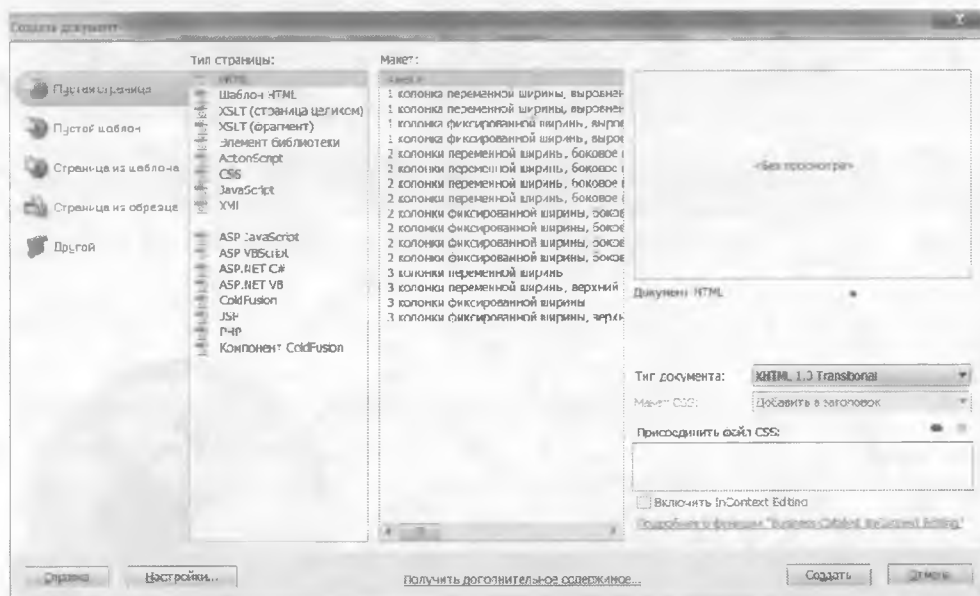 Создать документ
Пустая страница
Пустой шаблон
Страница из шаблона
Страница из образца
Другой
Тип страницы:
HTML
Шаблон HTML
XSLT (страница целиком)
XSLT (фрагмент)
Элемент библиотеки
ActionScript
CSS
JavaScript
XML
ASP JavaScript
ASP VBScript
ASP.NET C#
ASP.NET VB
ColdFusion
JSP
PHP
Компонент ColdFusion
Макет:
1 колонка переменной ширины, выровнен
1 колонка переменной ширины, выровнен
1 колонка фиксированной ширины, выров
1 колонка фиксированной ширины, выров
2 колонки переменной ширины, боковое
2 колонки переменной ширины, боковое
2 колонки переменной ширины, боковое
2 колонки переменной ширины, боковое
2 колонки фиксированной ширины, боков
2 колонки фиксированной ширины, боков
2 колонки фиксированной ширины, боков
2 колонки фиксированной ширины, боков
3 колонки переменной ширины
3 колонки переменной ширины, верхний
3 колонки фиксированной ширины
3 колонки фиксированной ширины, верхн
<Без просмотра>
Документ HTML
Тип документа: XHTML 1.0 Transitional
Макет CSS: Добавить в заголовок
Присоединить файл CSS:
Включить InContext Editing
Подробнее о функции "Business Catalyst InContext Editing"
Справка
Настройки...
Получить дополнительное содержимое...
Создать
Отмена